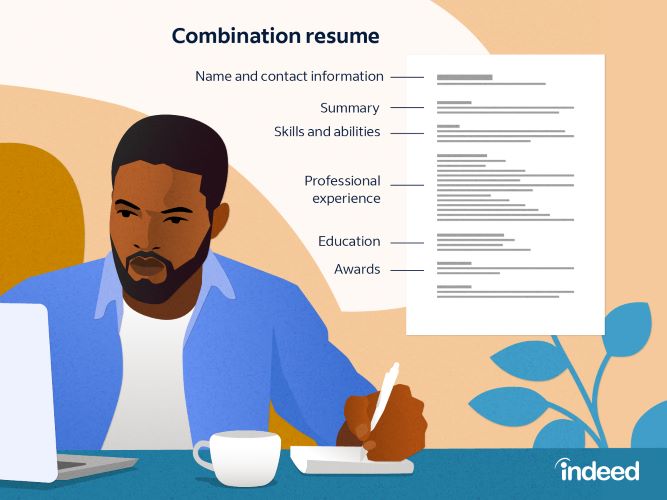 Combination resume
Name and contact information
Summary
Skills and abilities
Professional
experience
Education
Awards
indeed